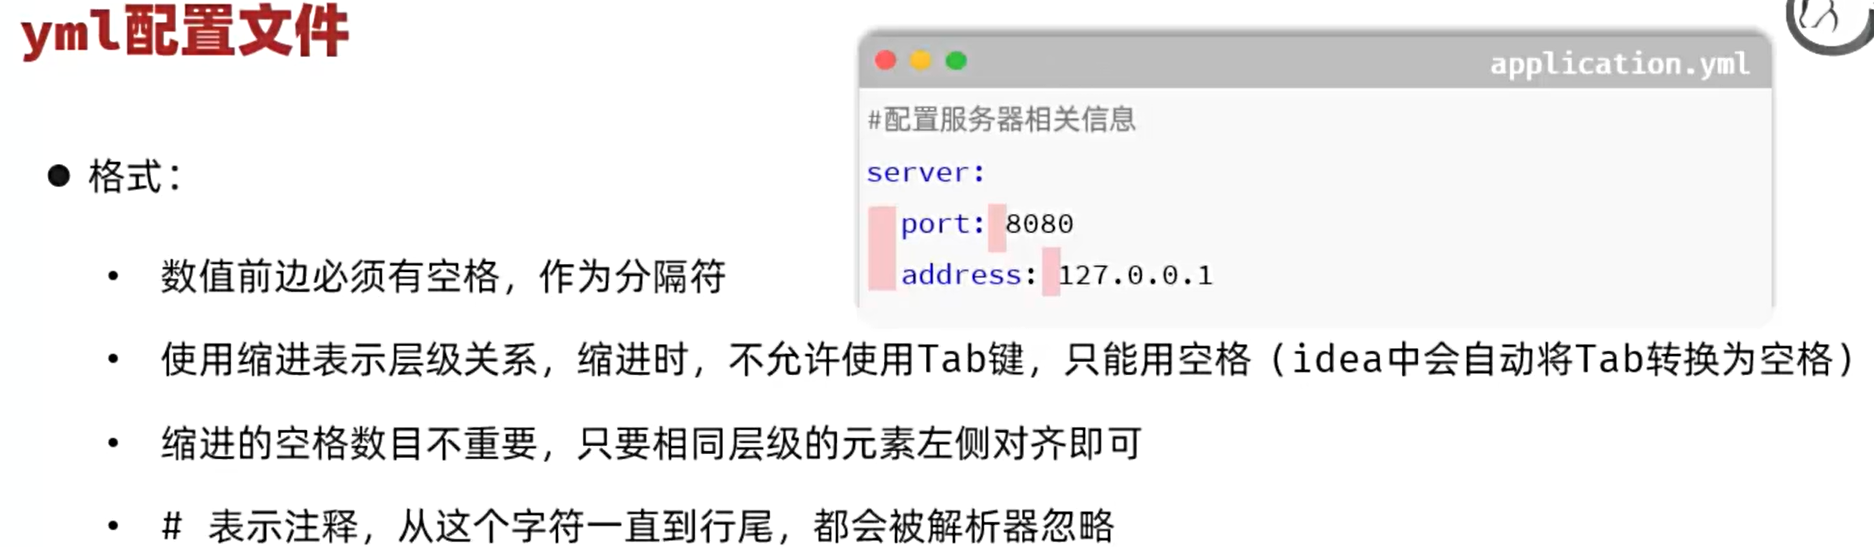 yml配置文件
application.yml
#配置服务器相关信息
server:
port: 8080
address: 127.0.0.1
格式：
数值前边必须有空格，作为分隔符
使用缩进表示层级关系，缩进时，不允许使用Tab键，只能用空格（idea中会自动将Tab转换为空格）
缩进的空格数目不重要，只要相同层级的元素左侧对齐即可
# 表示注释，从这个字符一直到行尾，都会被解析器忽略